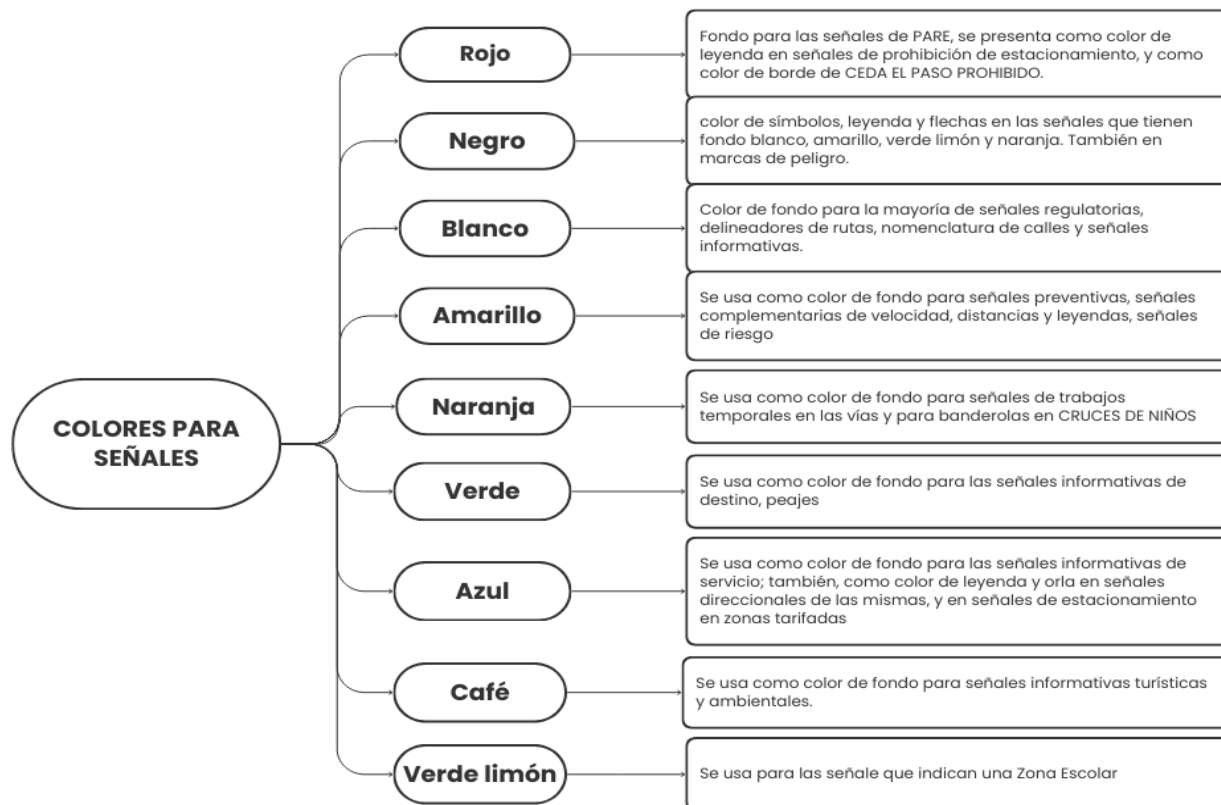 COLORES PARA
SEÑALES
Rojo
Fondo para las señales de PARE, se presenta como color de
leyenda en señales de prohibición de estacionamiento, y como
color de borde de CEDA EL PASO PROHIBIDO.
Negro
color de símbolos, leyenda y flechas en las señales que tienen
fondo blanco, amarillo, verde limón y naranja. También en
marcas de peligro.
Blanco
Color de fondo para la mayoría de señales regulatorias,
delineadores de rutas, nomenclatura de calles y señales
informativas.
Amarillo
Se usa como color de fondo para señales preventivas, señales
complementarias de velocidad, distancias y leyendas, señales
de riesgo
Naranja
Se usa como color de fondo para señales de trabajos
temporales en las vías y para banderolas en CRUCES DE NIÑOS
Verde
Se usa como color de fondo para las señales informativas de
destino, peajes
Azul
Se usa como color de fondo para las señales informativas de
servicio; también, como color de leyenda y orla en señales
direccionales de las mismas, y en señales de estacionamiento
en zonas tarifadas
Café
Se usa como color de fondo para señales informativas turísticas
y ambientales.
Verde limón
Se usa para las señale que indican una Zona Escolar